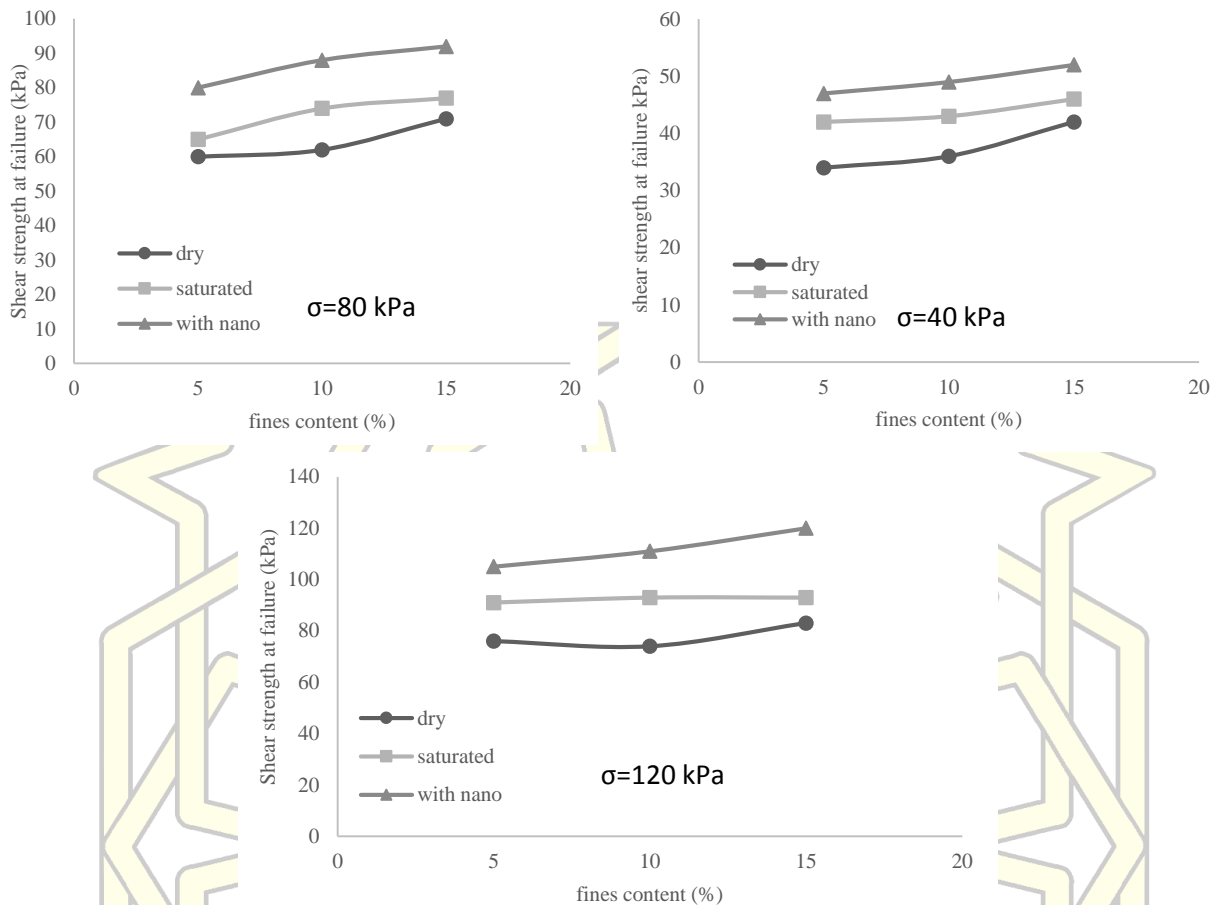 Shear strength at failure (kPa)
100
90
80
70
60
50
40
30
20
10
0
dry
saturated
with nano
σ=80 kPa
0 5 10 15 20
fines content (%)
shear strength at failure kPa)
60
50
40
30
20
10
0
dry
saturated
with nano
σ=40 kPa
0 5 10 15 20
fines content (%)
Shear strength at failure (kPa)
140
120
100
80
60
40
20
0
dry
saturated
with nano
σ=120 kPa
0 5 10 15 20
fines content (%)